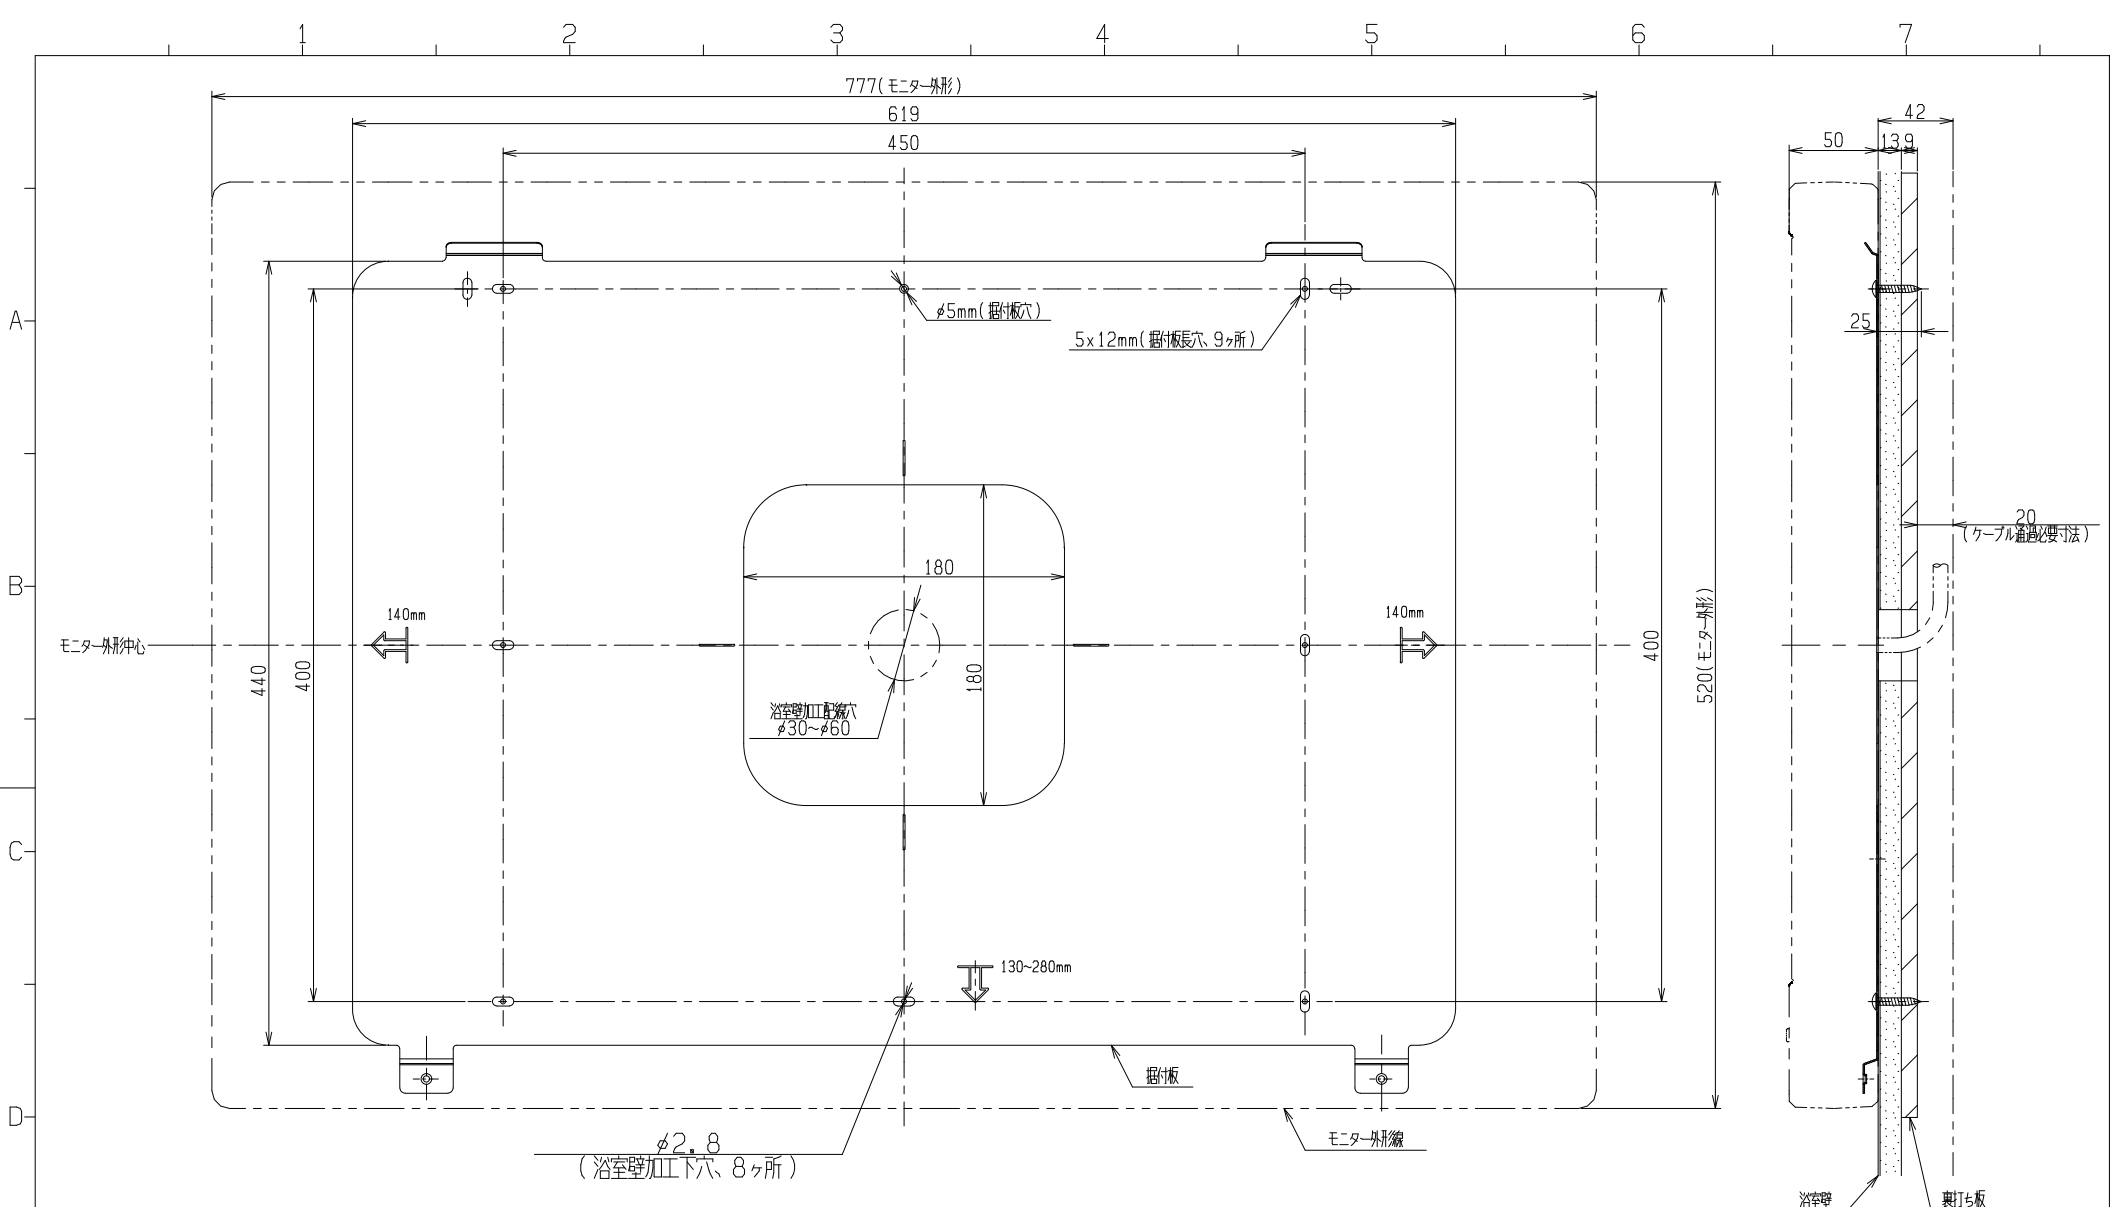 1 2 3 4 5 6 7
777(モニター外形)
619
42
450
50 13 9
A
φ5mm(据付板穴)
5x12mm(据付板長穴、9ヶ所)
25
20
(ケーブル通過必要寸法)
B
180
140mm
140mm
モニター外形中心
440
400
180
400
520(モニター外形)
浴室壁加工配線穴
φ30~φ60
C
130~280mm
据付板
D
モニター外形線
φ2.8
(浴室壁加工下穴、8ヶ所)
浴室壁
裏打ち板